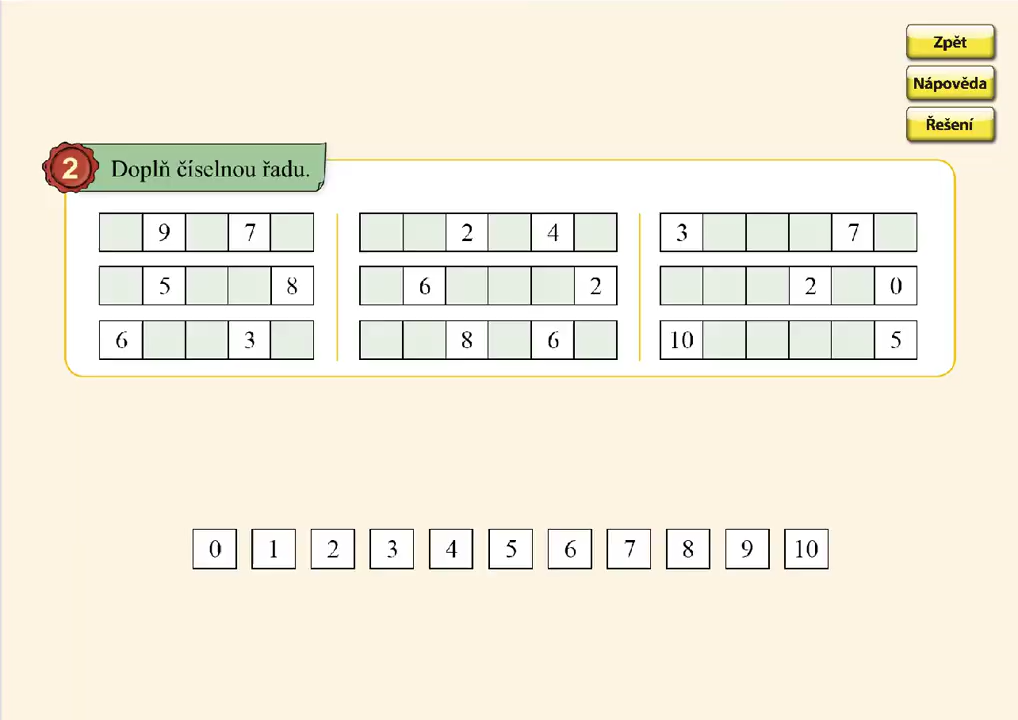 Zpět
Nápověda
Řešení
2 Doplň číselnou řadu.
9 7 2 4 3 7
5 8 6 2 2 0
6 3 8 6 10 5
0 1 2 3 4 5 6 7 8 9 10